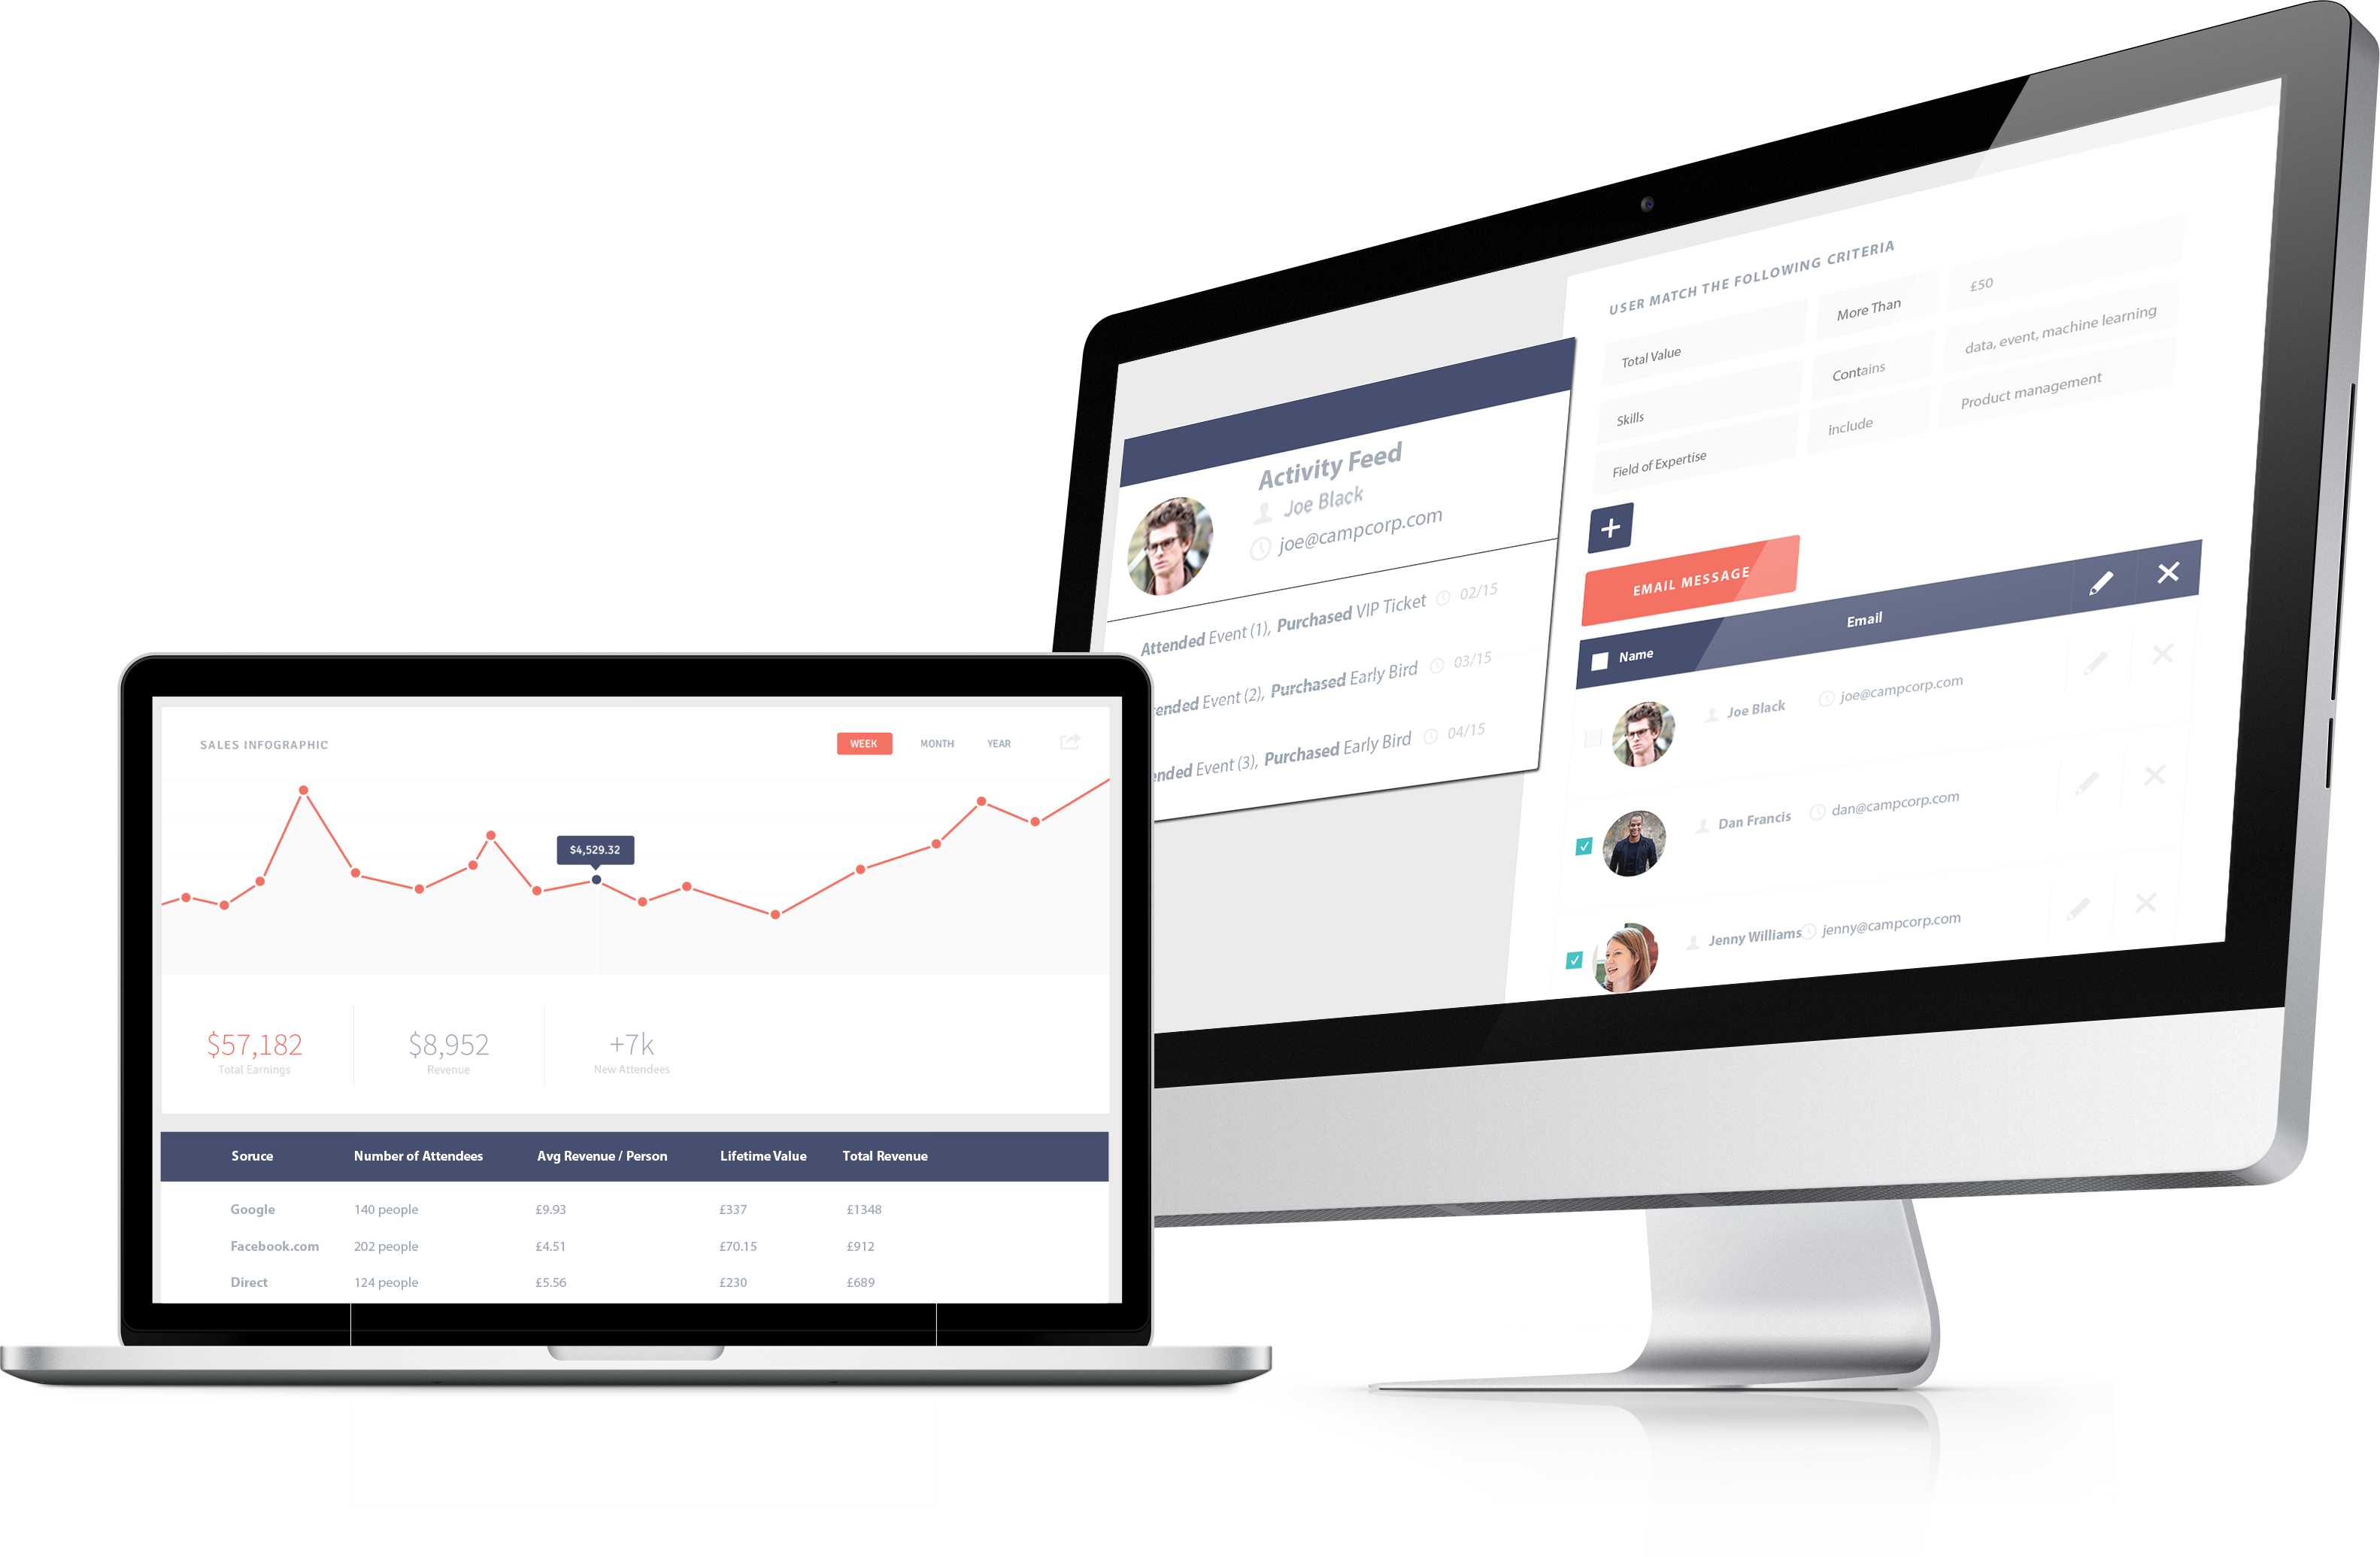 SALES INFOGRAPHIC
WEEK MONTH YEAR
$4,529.32
$57,182 $8,952 +7k
Total Earnings Revenue New Attendees
Soruce Number of Attendees Avg Revenue / Person Lifetime Value Total Revenue
Google 140 people £9.93 £337 £1348
Facebook.com 202 people £4.51 £70.15 £912
Direct 124 people £5.56 £230 £689
Activity Feed
Joe Black
joe@campcorp.com
Attended Event (1), Purchased VIP Ticket 02/15
ended Event (2), Purchased Early Bird 03/15
ended Event (3), Purchased Early Bird 04/15
USER MATCH THE FOLLOWING CRITERIA
Total Value More Than £50
Skills Contains data, event, machine learning
Field of Expertise include Product management
EMAIL MESSAGE
Name Email
Joe Black joe@campcorp.com
Dan Francis dan@campcorp.com
Jenny Williams jenny@campcorp.com